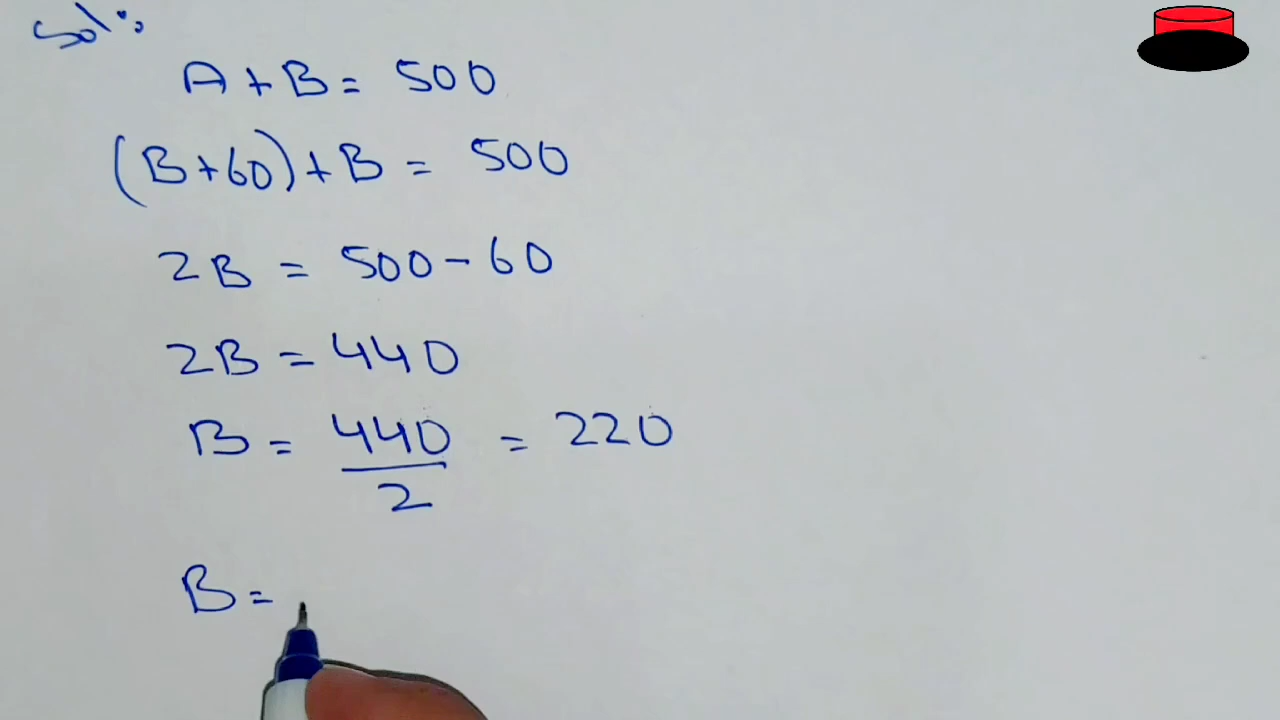 Sol:
A + B = 500
(B+60) + B = 500
2B = 500 - 60
2B = 440
B = 440/2 = 220
B =